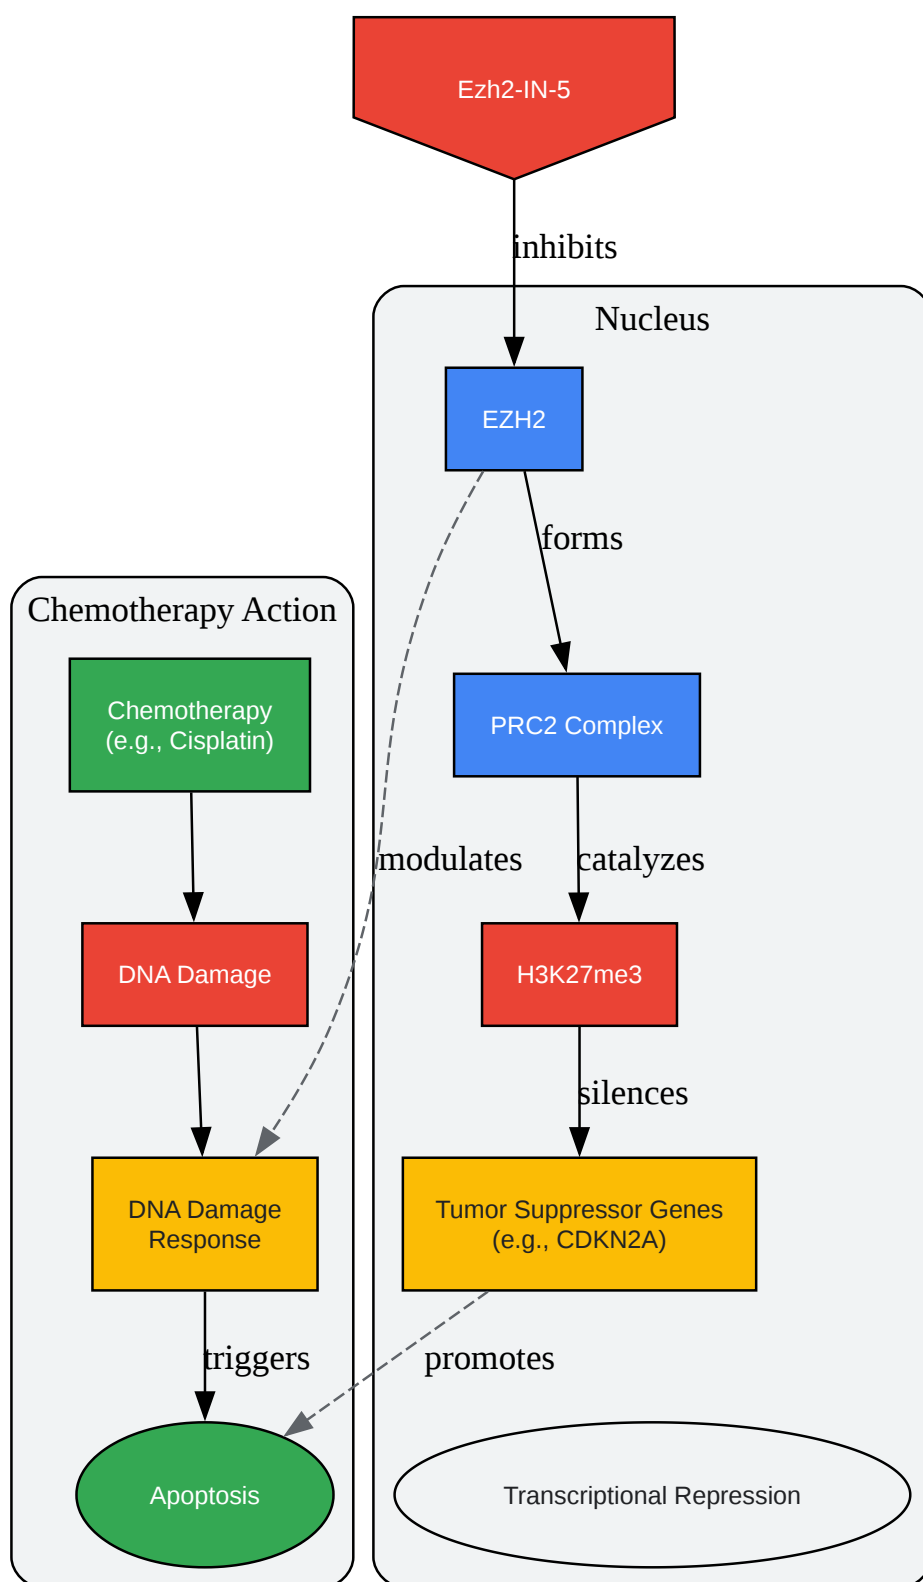 Ezh2-IN-5
inhibits
Nucleus
EZH2
forms
Chemotherapy Action
Chemotherapy
(e.g., Cisplatin)
PRC2 Complex
modulates
catalyzes
DNA Damage
H3K27me3
silences
DNA Damage
Response
Tumor Suppressor Genes
(e.g., CDKN2A)
triggers
promotes
Apoptosis
Transcriptional Repression